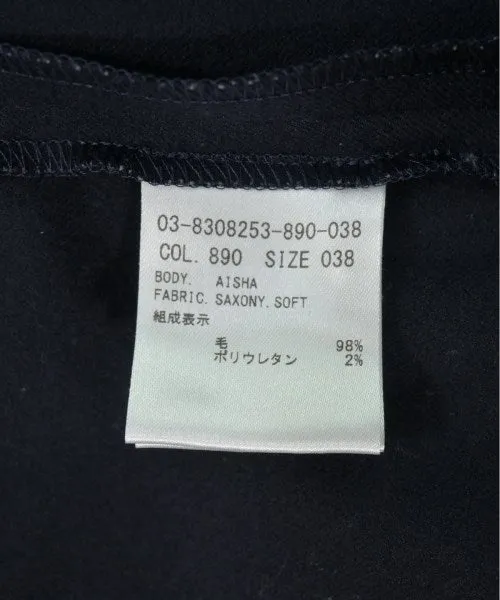 03-8308253-890-038
COL. 890 SIZE 038
BODY. AISHA
FABRIC. SAXONY. SOFT
組成表示
毛 98%
ポリウレタン 2%